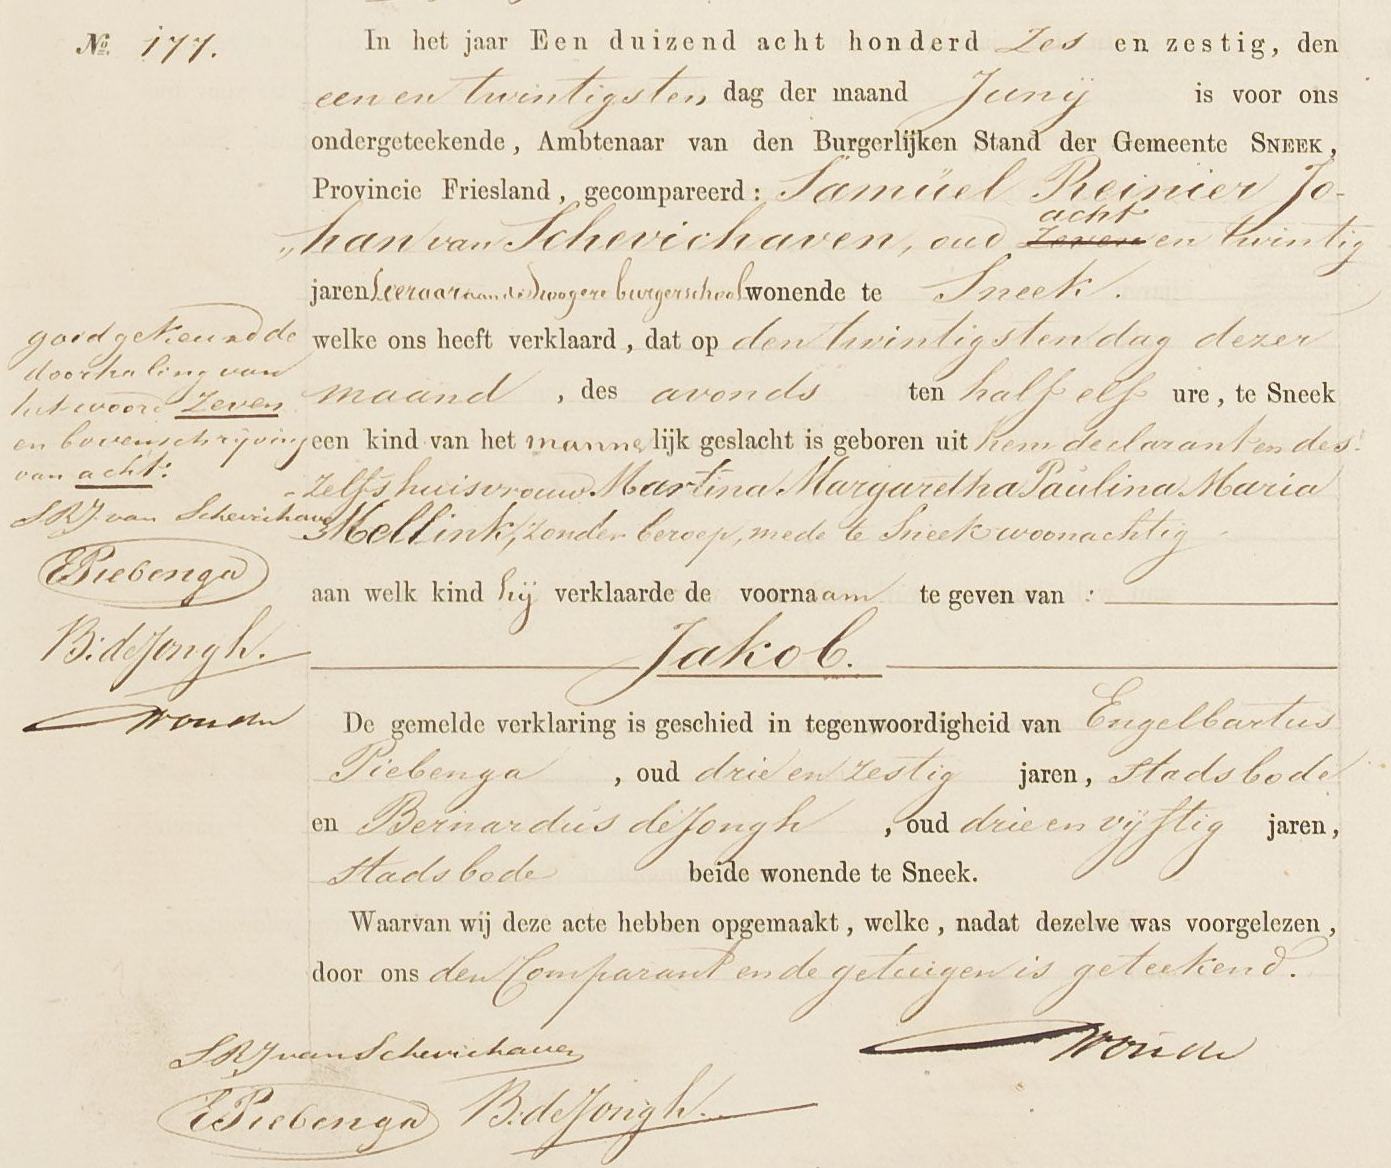 No. 177.
In het jaar Een duizend acht honderd zes en zestig, den
een en twintigsten dag der maand Junij is voor ons
ondergeteekende, Ambtenaar van den Burgerlijken Stand der Gemeente SNEEK,
Provincie Friesland, gecompareerd: Samüel Reinier Jo-
„han van Schevichaven, oud zeven acht en twintig
jaren Leeraar aan de hoogere burgerschool wonende te Sneek.
welke ons heeft verklaard, dat op den twintigsten dag dezer
maand, des avonds ten half elf ure, te Sneek
een kind van het mannelijk geslacht is geboren uit hem declarant en des-
zelfs huisvrouw Martina Margaretha Paulina Maria
Mellink, zonder beroep, mede te Sneek woonachtig
aan welk kind hij verklaarde de voornaam te geven van :
Jakob.
De gemelde verklaring is geschied in tegenwoordigheid van Engelbartus
Piebenga, oud drie en zestig jaren, stadsbode
en Bernardus de Jongh, oud drie en vijftig jaren,
stadsbode beide wonende te Sneek.
Waarvan wij deze acte hebben opgemaakt, welke, nadat dezelve was voorgelezen,
door ons den Comparant en de getuigen is geteekend.
SRJ van Schevichaven
EPiebenga B: de Jongh.
goedgekeurd de
doorhaling van
het woord zeven
en bovenschrijving
van acht:
SRJ. van Schevichaven
EPiebenga
B: de Jongh.